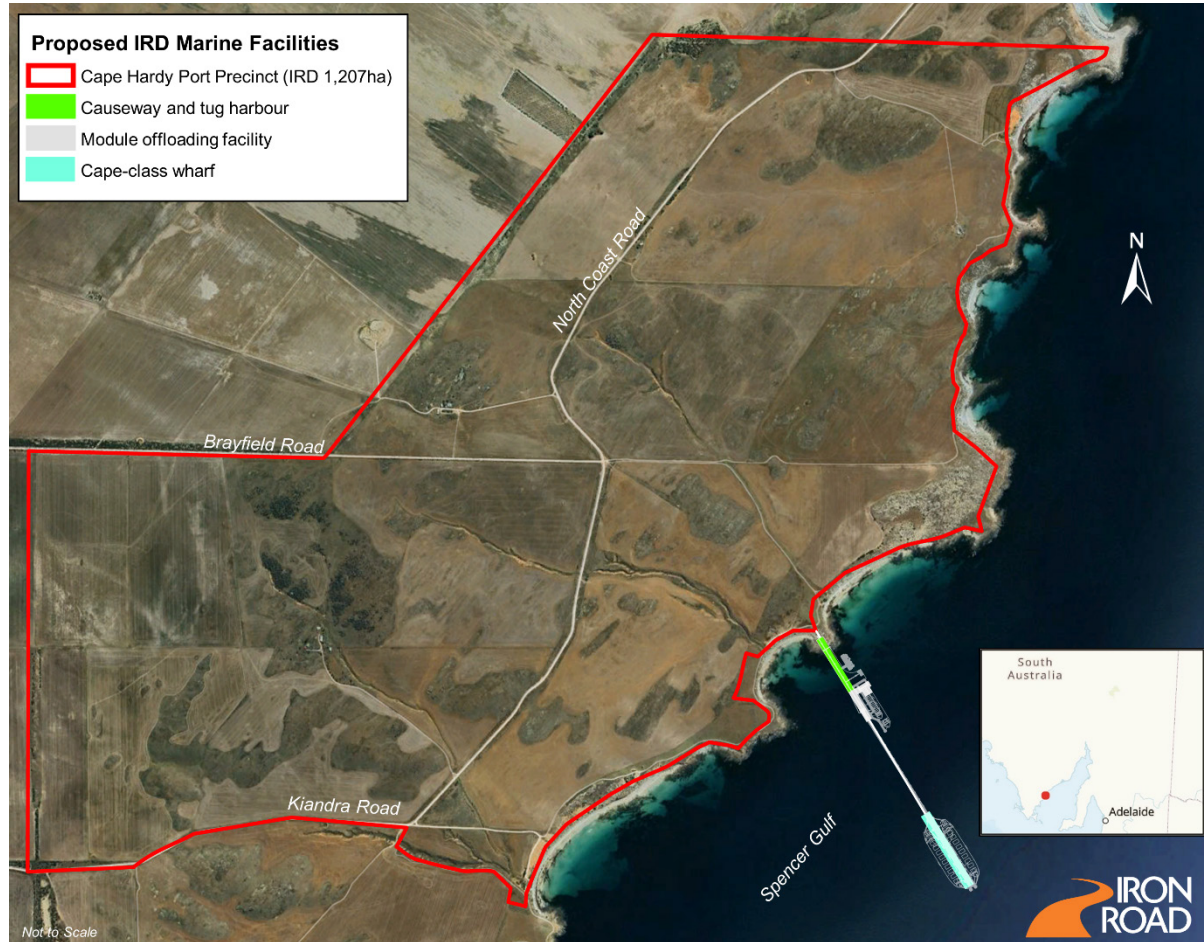 Proposed IRD Marine Facilities
Cape Hardy Port Precinct (IRD 1,207ha)
Causeway and tug harbour
Module offloading facility
Cape-class wharf
North Coast Road
N
Brayfield Road
Kiandra Road
Spencer Gulf
South
Australia
Adelaide
Not to Scale
IRON
ROAD